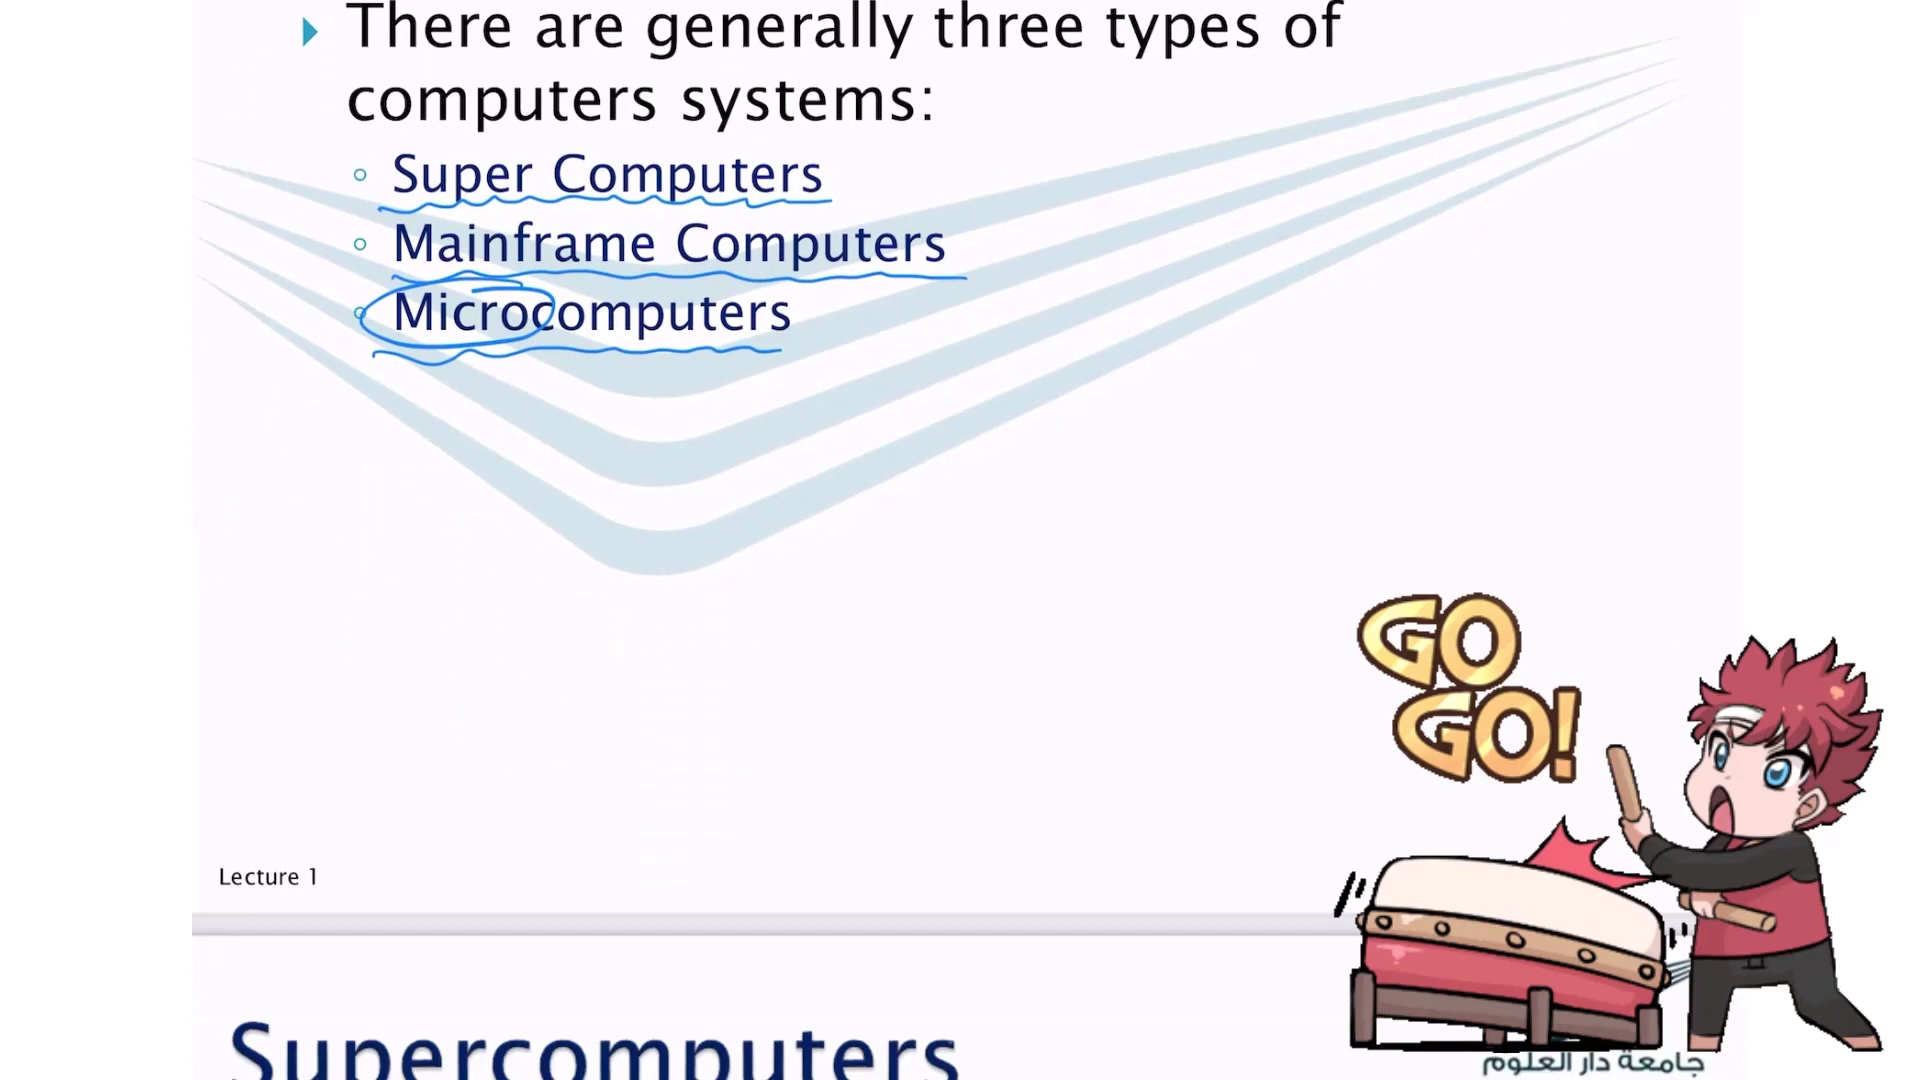 There are generally three types of
computers systems:
Super Computers
Mainframe Computers
Microcomputers
GO
GO!
Lecture 1
Supercomputers
جامعة دار العلوم